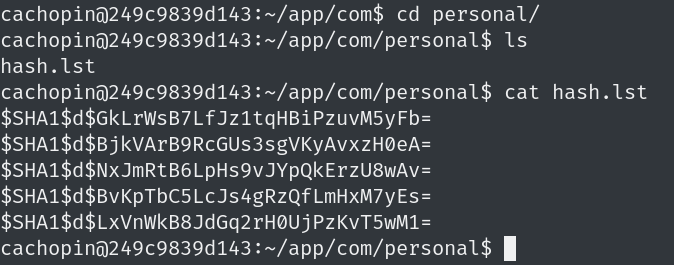 cachopin@249c9839d143:~/app/com$ cd personal/
cachopin@249c9839d143:~/app/com/personal$ ls
hash.lst
cachopin@249c9839d143:~/app/com/personal$ cat hash.lst
$SHA1$d$GkLrWsB7LfJz1tqHBiPzuvM5yFb=
$SHA1$d$BjkVArB9RcGUs3sgVKyAvxzH0eA=
$SHA1$d$NxJmRtB6LpHs9vJYpQkErzU8wAv=
$SHA1$d$BvKpTbC5LcJs4gRzQfLmHxM7yEs=
$SHA1$d$LxVnWkB8JdGq2rH0UjPzKvT5wM1=
cachopin@249c9839d143:~/app/com/personal$